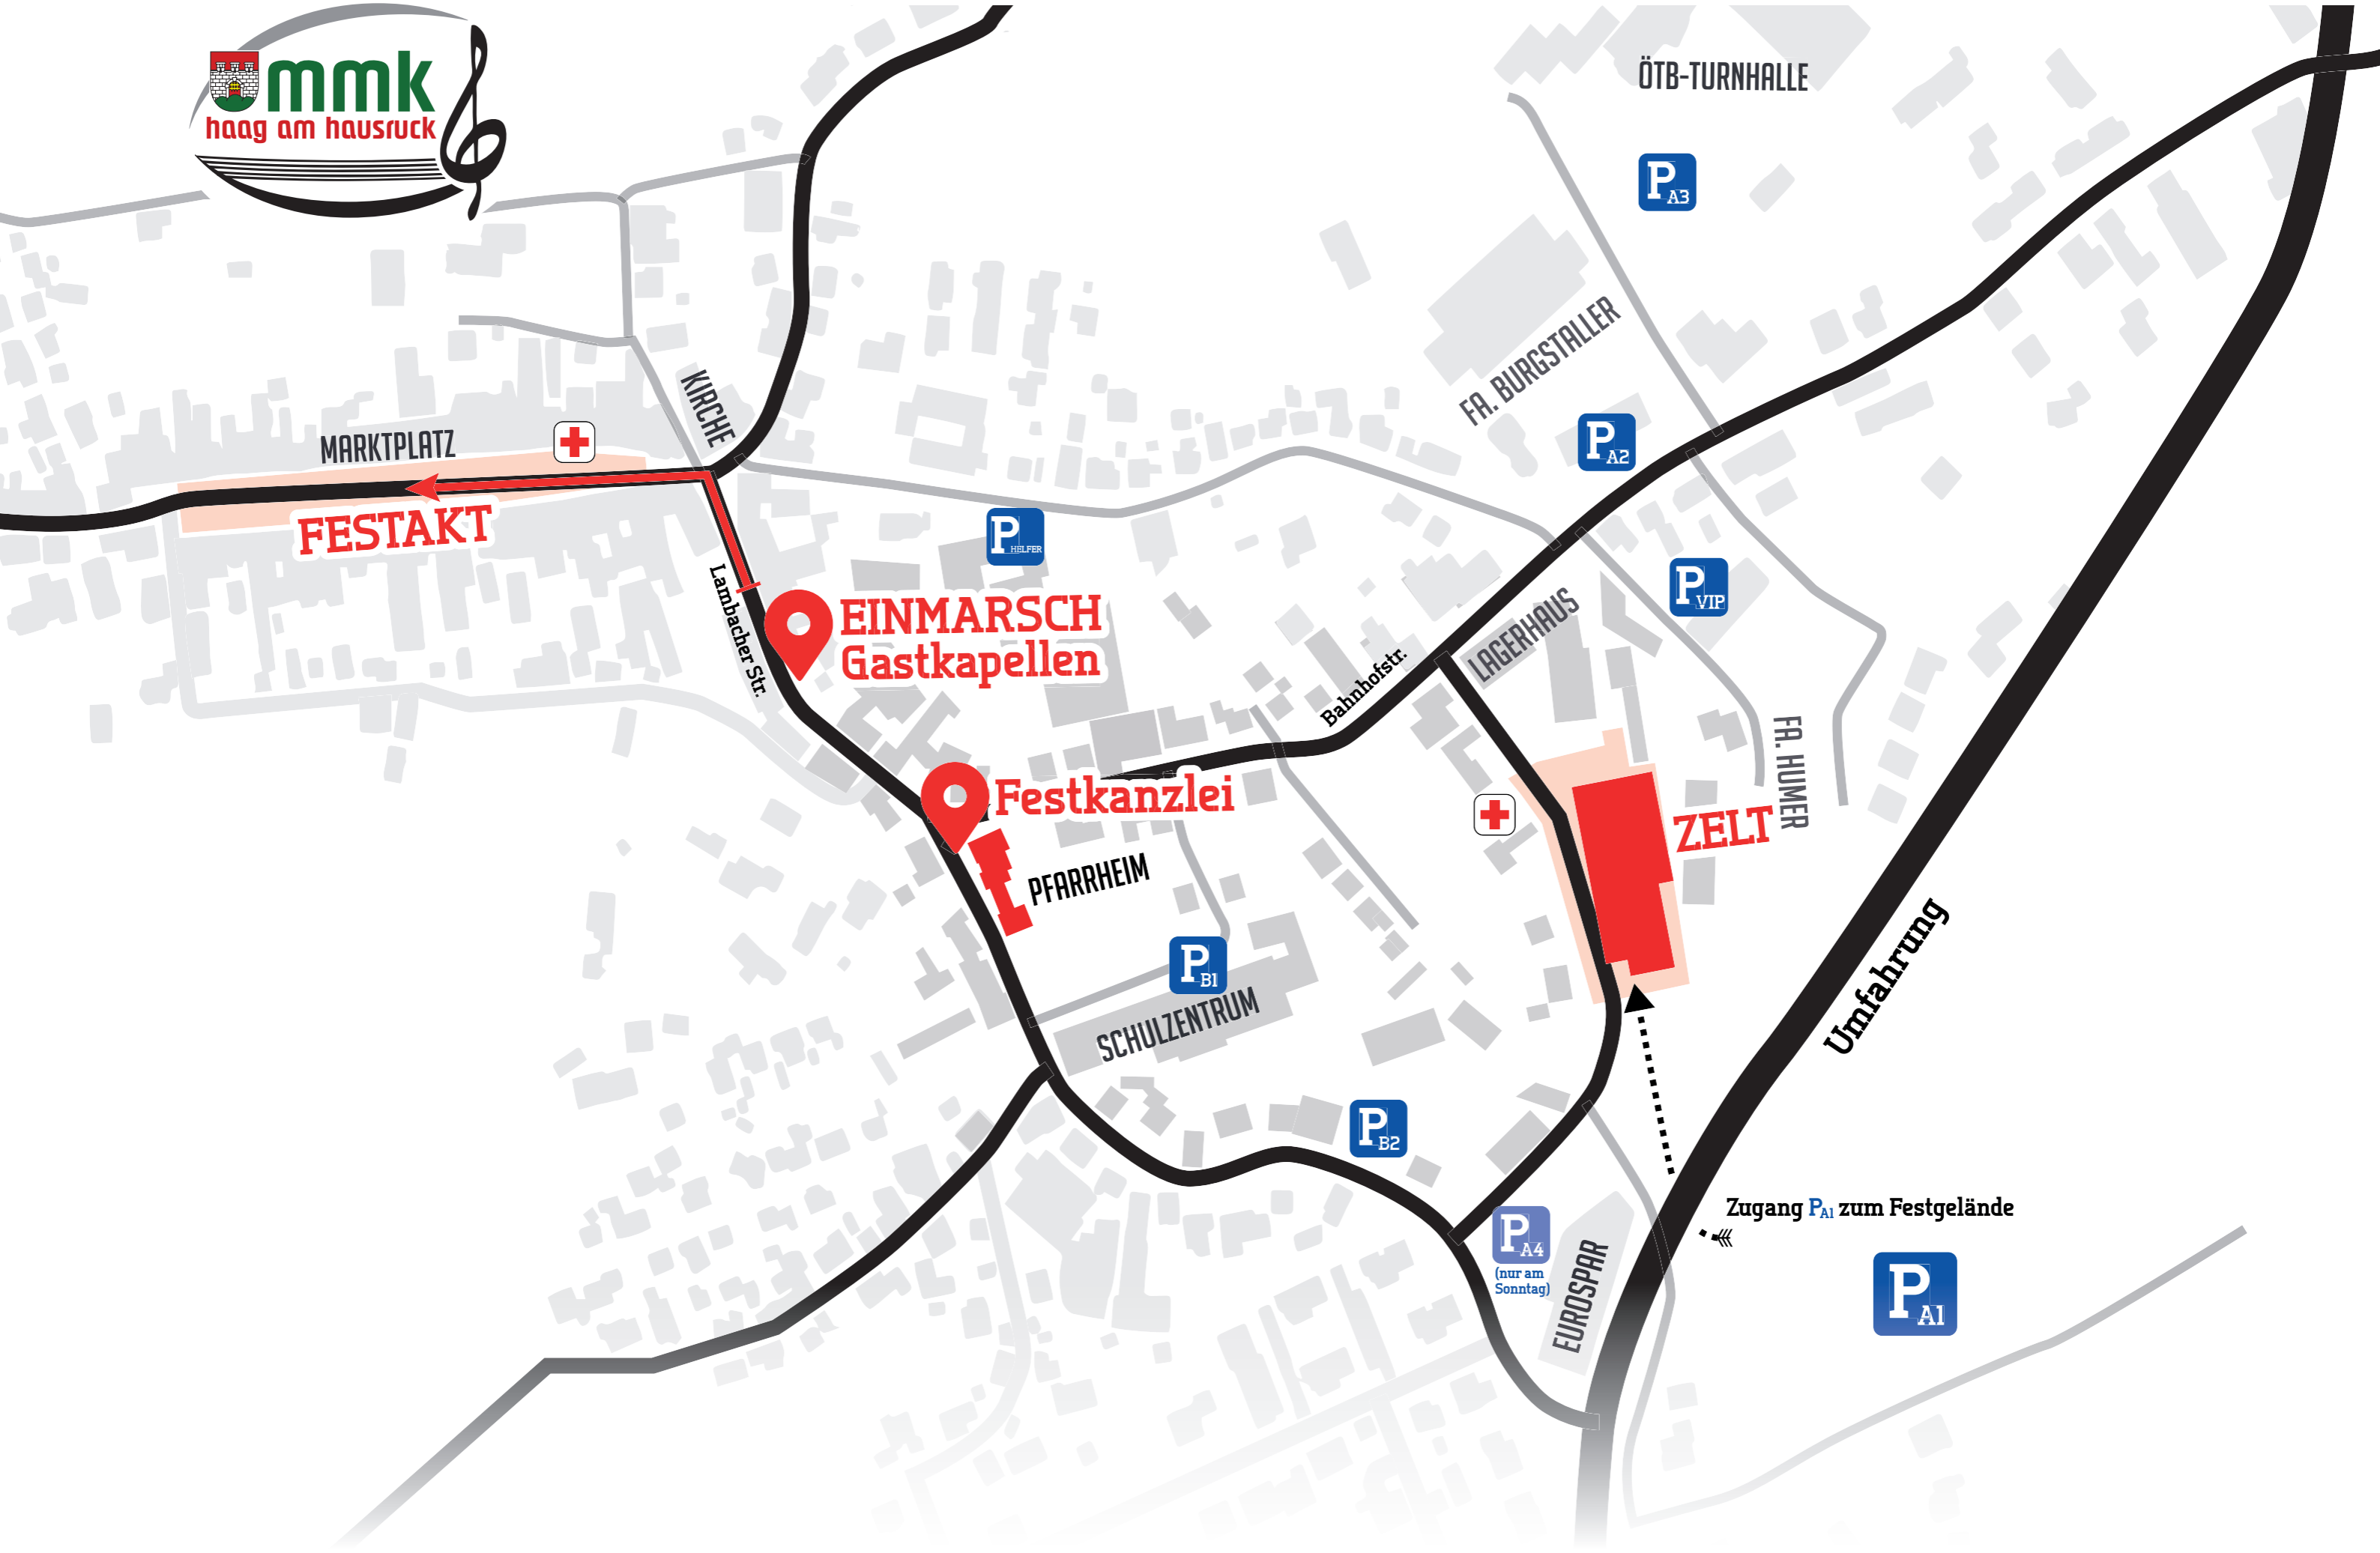 mmk
haag am hausruck
ÖTB-TURNHALLE
P A3
KIRCHE
FA. BURGSTALLER
MARKTPLATZ
P A2
FESTAKT
P HELFER
Lambacher Str.
EINMARSCH
Gastkapellen
P VIP
LAGERHAUS
Bahnhofstr.
FA. HUMER
Festkanzlei
ZELT
PFARRHEIM
P B1
SCHULZENTRUM
Umfahrung
P B2
Zugang PA1 zum Festgelände
P A4
(nur am
Sonntag)
EUROSPAR
P A1